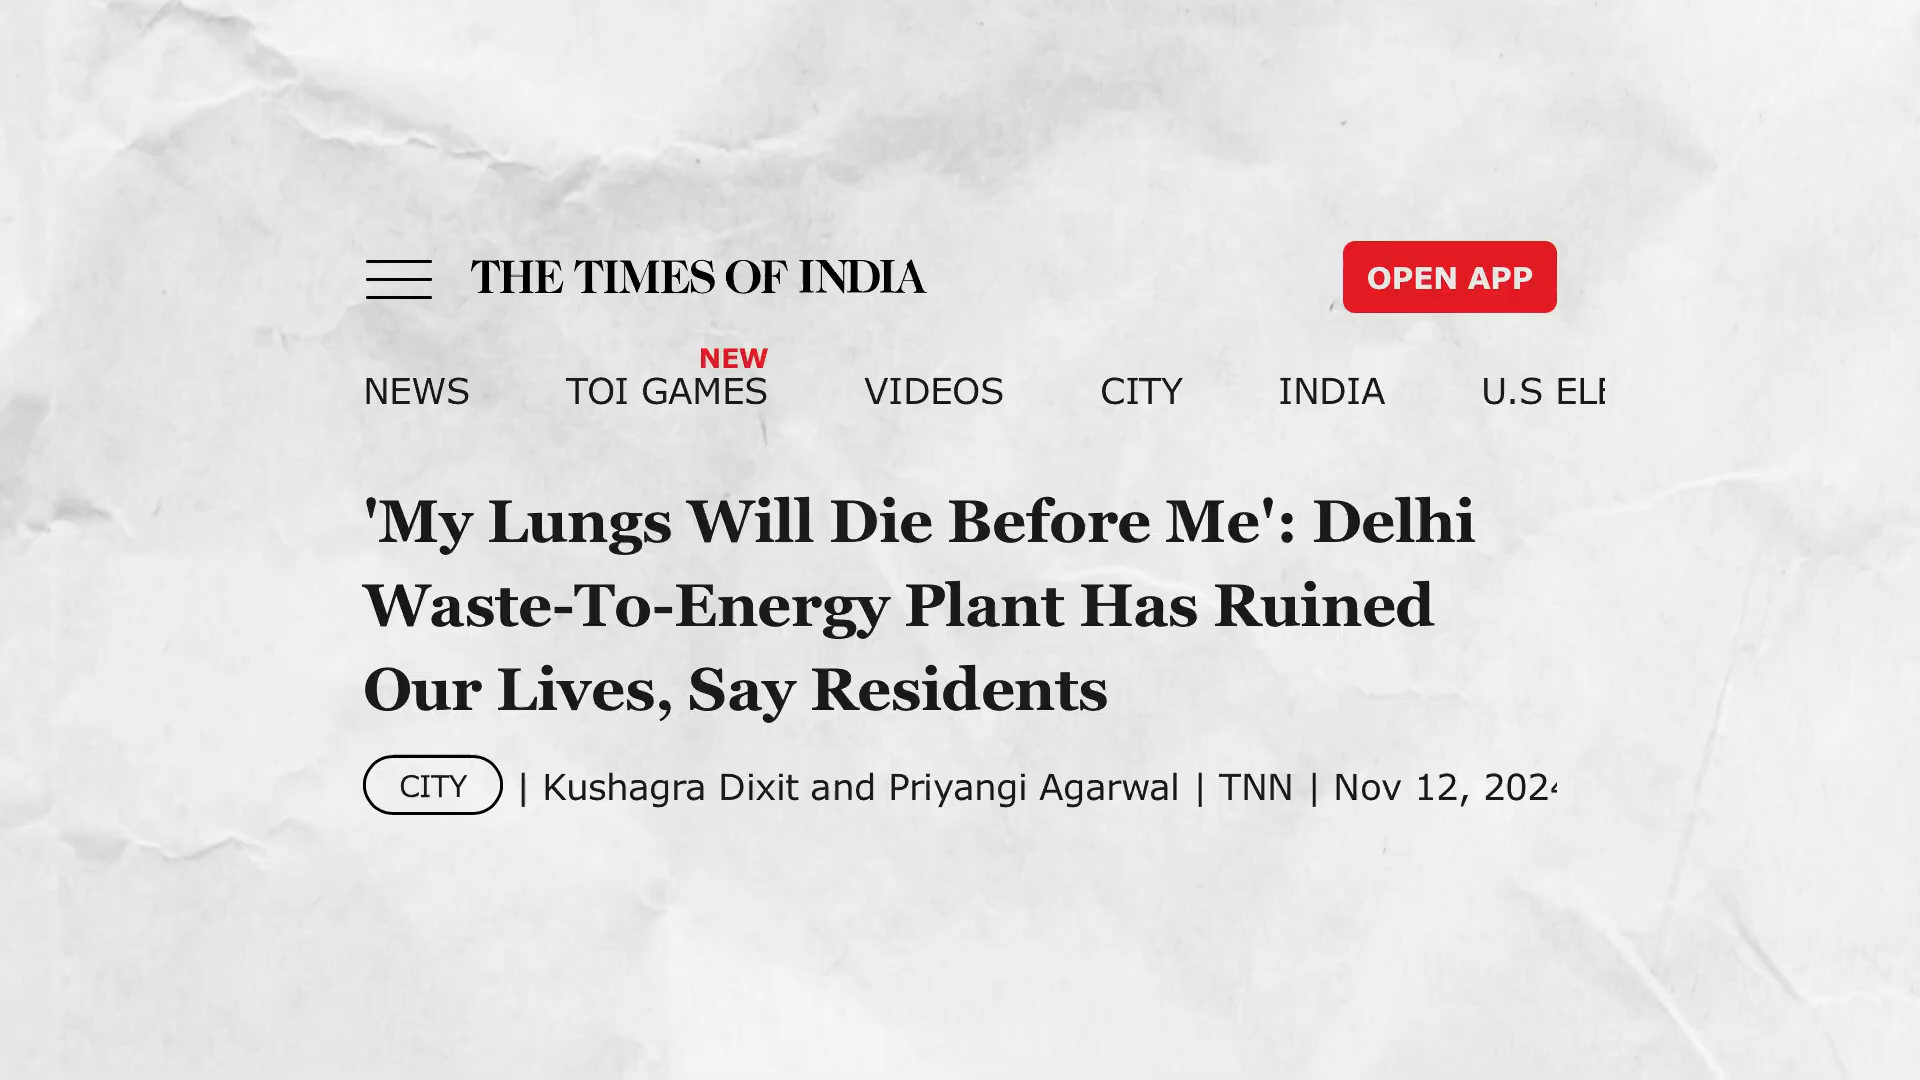 THE TIMES OF INDIA
OPEN APP
NEW
NEWS TOI GAMES VIDEOS CITY INDIA U.S
'My Lungs Will Die Before Me': Delhi
Waste-To-Energy Plant Has Ruined
Our Lives, Say Residents
CITY | Kushagra Dixit and Priyangi Agarwal | TNN | Nov 12, 2024